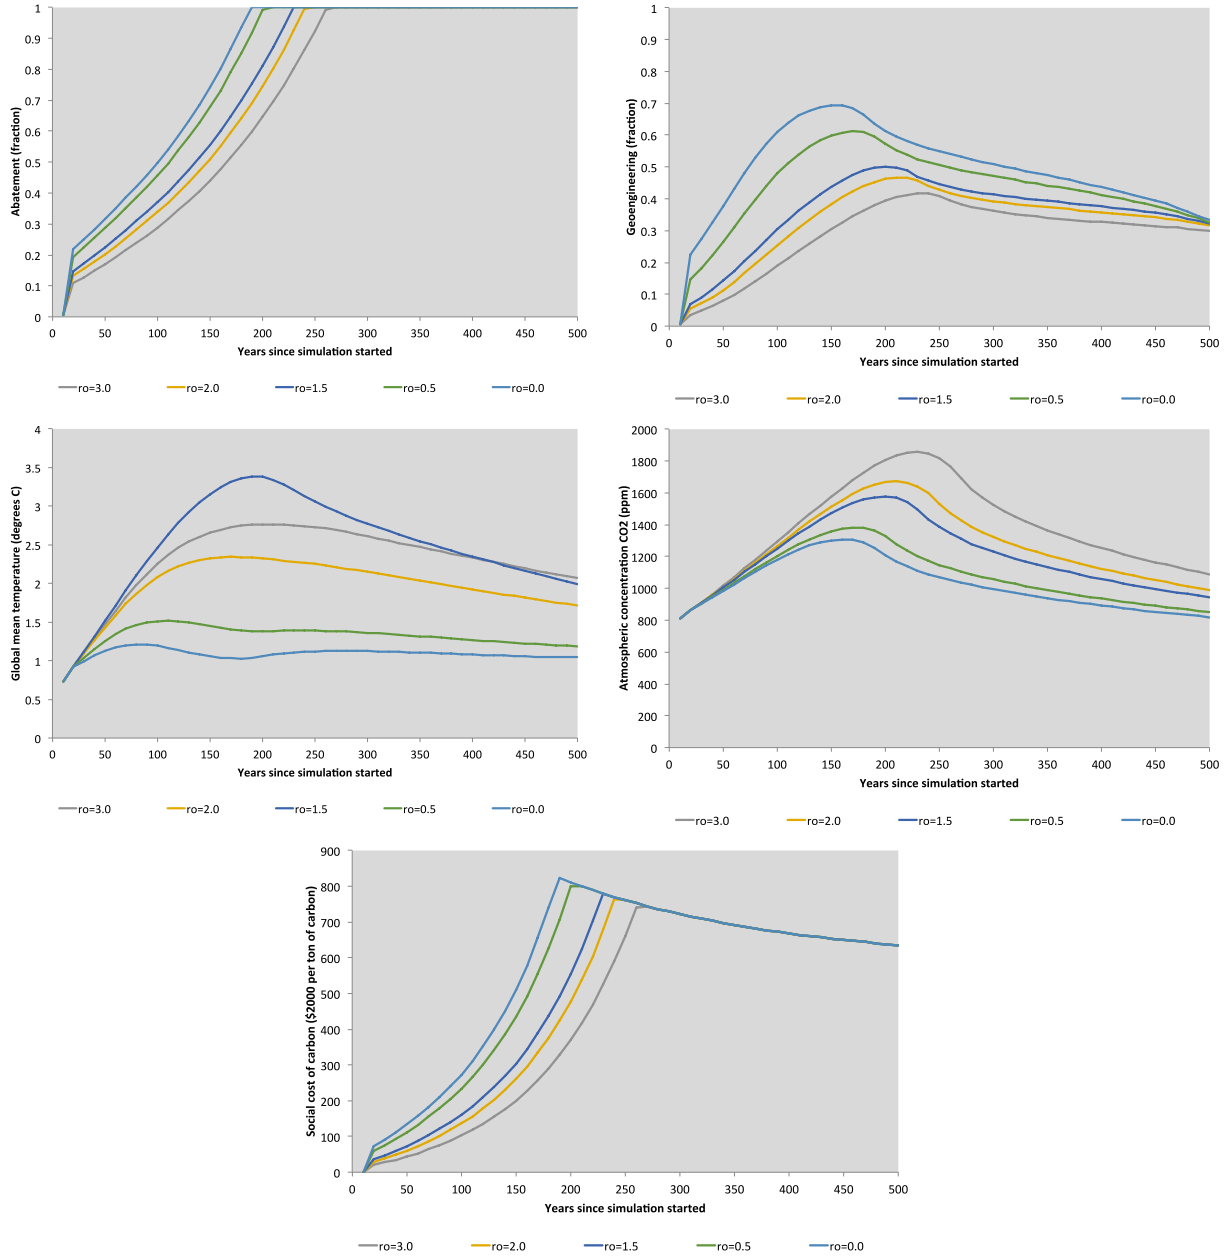 Abatement (fraction)
1
0.9
0.8
0.7
0.6
0.5
0.4
0.3
0.2
0.1
0
0 50 100 150 200 250 300 350 400 450 500
Years since simulation started
ro=3.0 ro=2.0 ro=1.5 ro=0.5 ro=0.0
Geoengineering (fraction)
1
0.9
0.8
0.7
0.6
0.5
0.4
0.3
0.2
0.1
0
0 50 100 150 200 250 300 350 400 450 500
Years since simulation started
ro=3.0 ro=2.0 ro=1.5 ro=0.5 ro=0.0
Global mean temperature (degrees C)
4
3.5
3
2.5
2
1.5
1
0.5
0
0 50 100 150 200 250 300 350 400 450 500
Years since simulation started
ro=3.0 ro=2.0 ro=1.5 ro=0.5 ro=0.0
Atmospheric concentration CO2 (ppm)
2000
1800
1600
1400
1200
1000
800
600
400
200
0
0 50 100 150 200 250 300 350 400 450 500
Years since simulation started
ro=3.0 ro=2.0 ro=1.5 ro=0.5 ro=0.0
Social cost of carbon ($2000 per ton of carbon)
900
800
700
600
500
400
300
200
100
0
0 50 100 150 200 250 300 350 400 450 500
Years since simulation started
ro=3.0 ro=2.0 ro=1.5 ro=0.5 ro=0.0